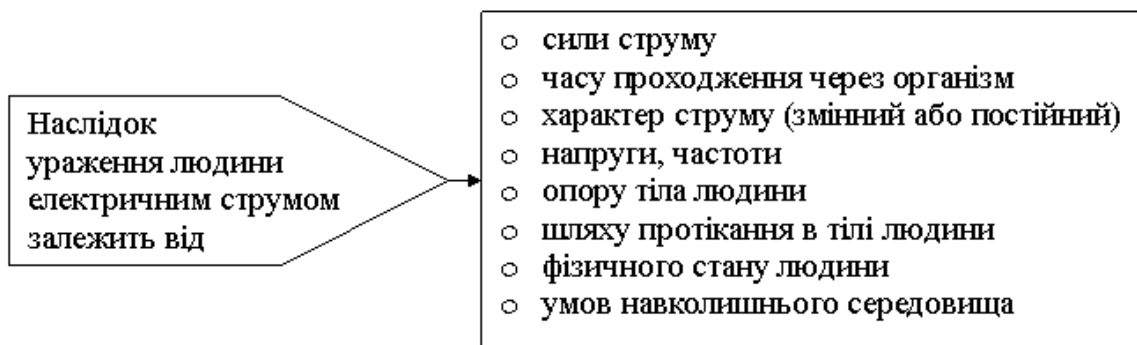 Наслідок
ураження людини
електричним струмом
залежить від
o сили струму
o часу проходження через організм
o характер струму (змінний або постійний)
o напруги, частоти
o опору тіла людини
o шляху протікання в тілі людини
o фізичного стану людини
o умов навколишнього середовища